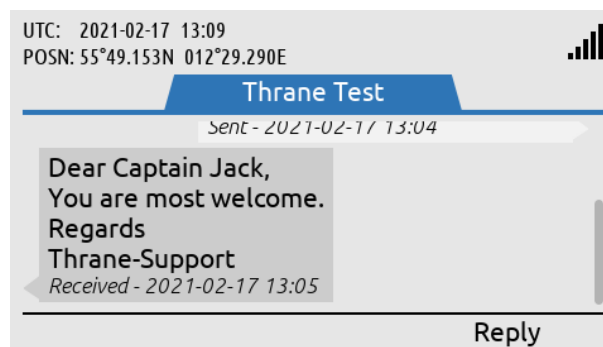 UTC: 2021-02-17 13:09
POSN: 55°49.153N 012°29.290E
Thrane Test
Sent - 2021-02-17 13:04
Dear Captain Jack,
You are most welcome.
Regards
Thrane-Support
Received - 2021-02-17 13:05
Reply